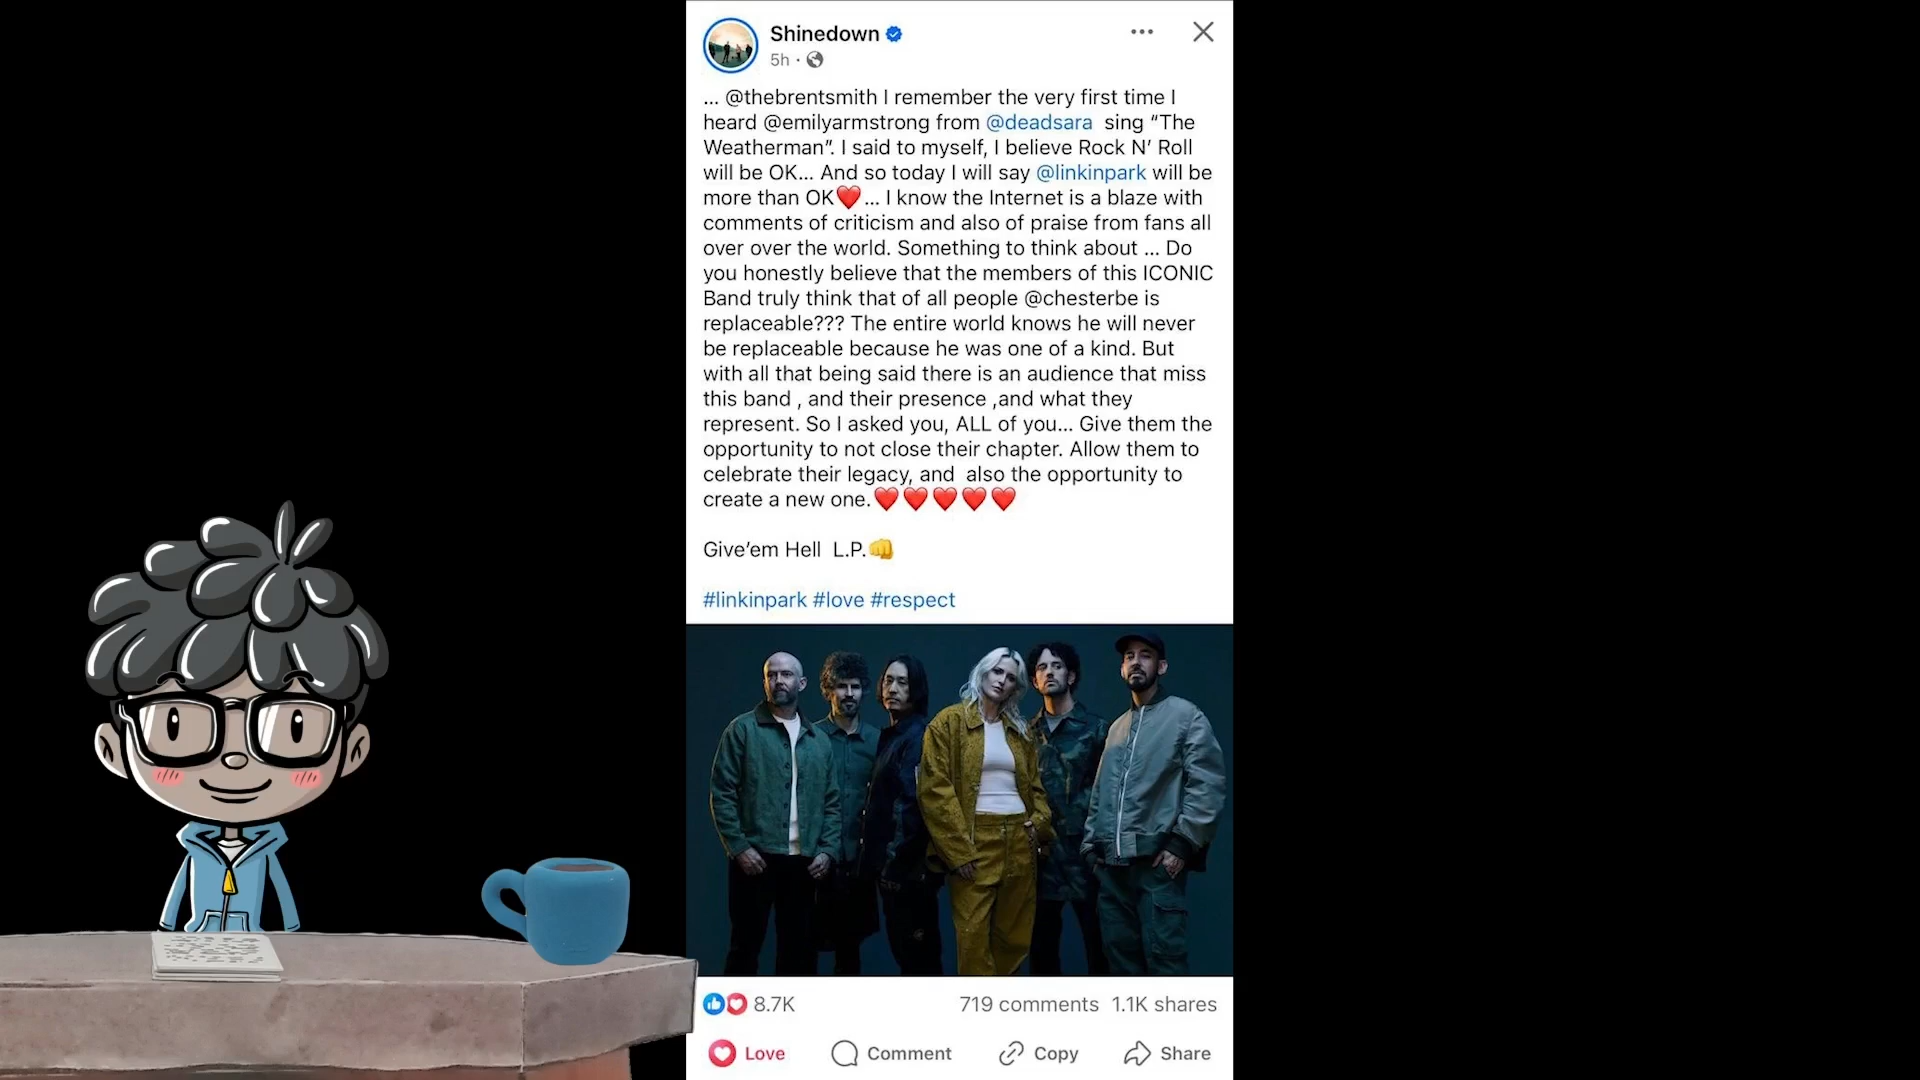 Shinedown
5h ·
... @thebrentsmith I remember the very first time I
heard @emilyarmstrong from @deadsara  sing “The
Weatherman”. I said to myself, I believe Rock N’ Roll
will be OK... And so today I will say @linkinpark will be
more than OK❤️... I know the Internet is a blaze with
comments of criticism and also of praise from fans all
over over the world. Something to think about ... Do
you honestly believe that the members of this ICONIC
Band truly think that of all people @chesterbe is
replaceable??? The entire world knows he will never
be replaceable because he was one of a kind. But
with all that being said there is an audience that miss
this band , and their presence ,and what they
represent. So I asked you, ALL of you... Give them the
opportunity to not close their chapter. Allow them to
celebrate their legacy, and  also the opportunity to
create a new one.❤️❤️❤️❤️❤️
Give’em Hell  L.P.👊
#linkinpark #love #respect
8.7K 719 comments 1.1K shares
Love Comment Copy Share